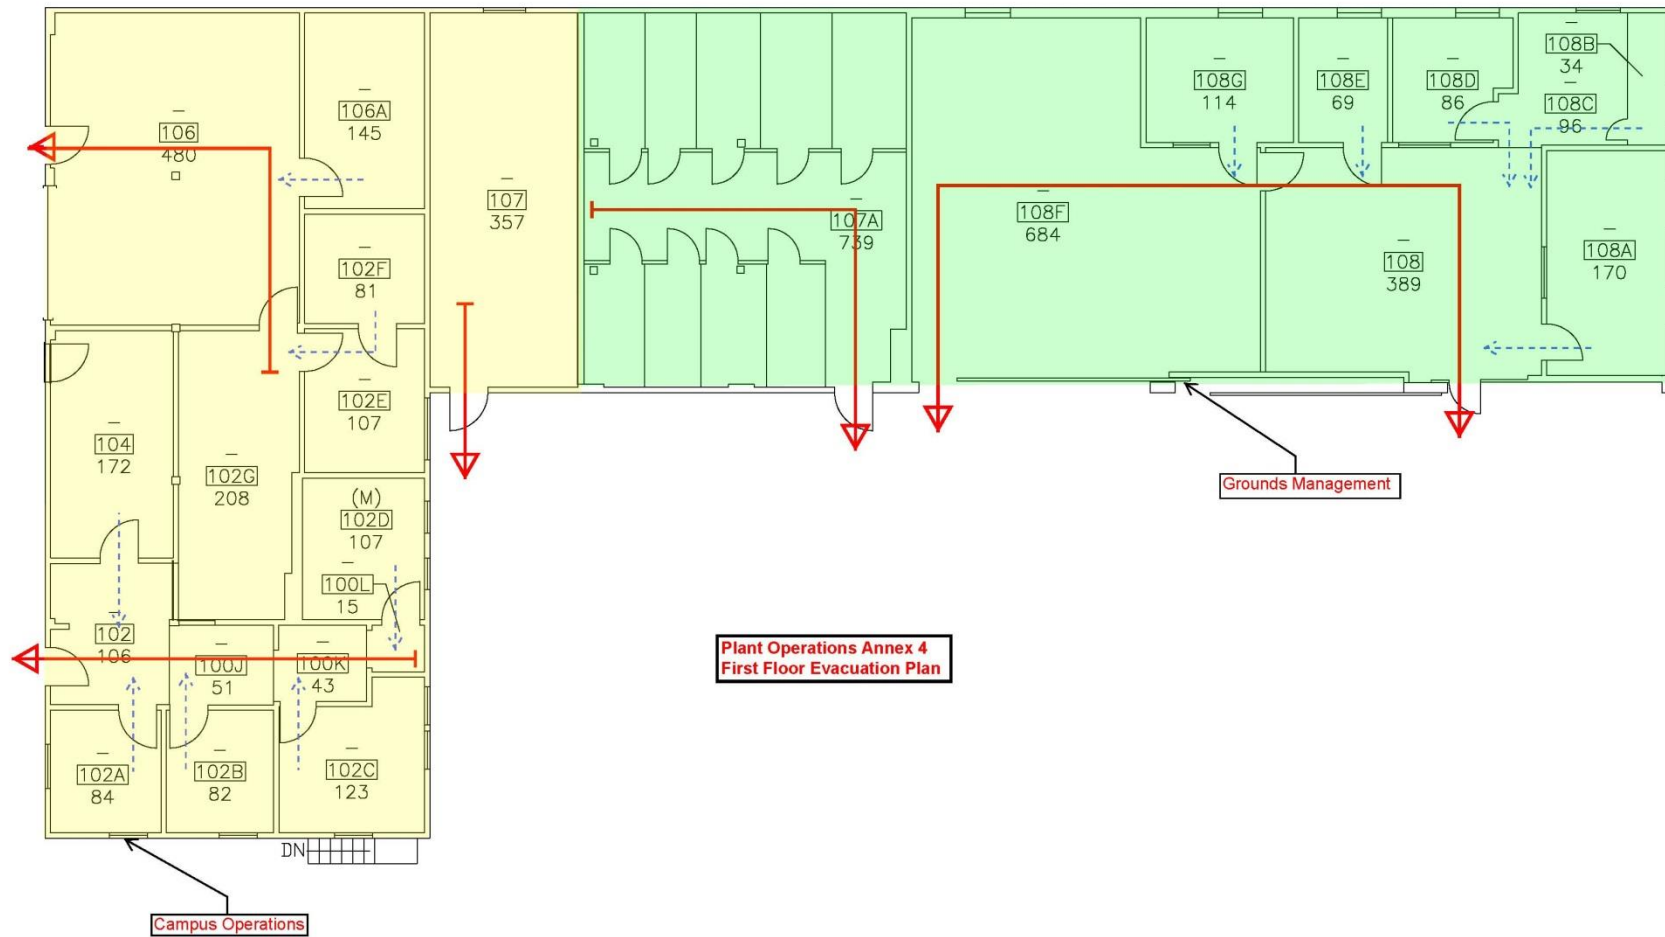 106
480
106A
145
107
357
107A
739
108F
684
108G
114
108E
69
108D
86
108B
34
108C
96
108
389
108A
170
102F
81
102E
107
104
172
102G
208
(M)
102D
107
100L
15
102
106
100J
51
100K
43
102A
84
102B
82
102C
123
DN
Grounds Management
Plant Operations Annex 4
First Floor Evacuation Plan
Campus Operations